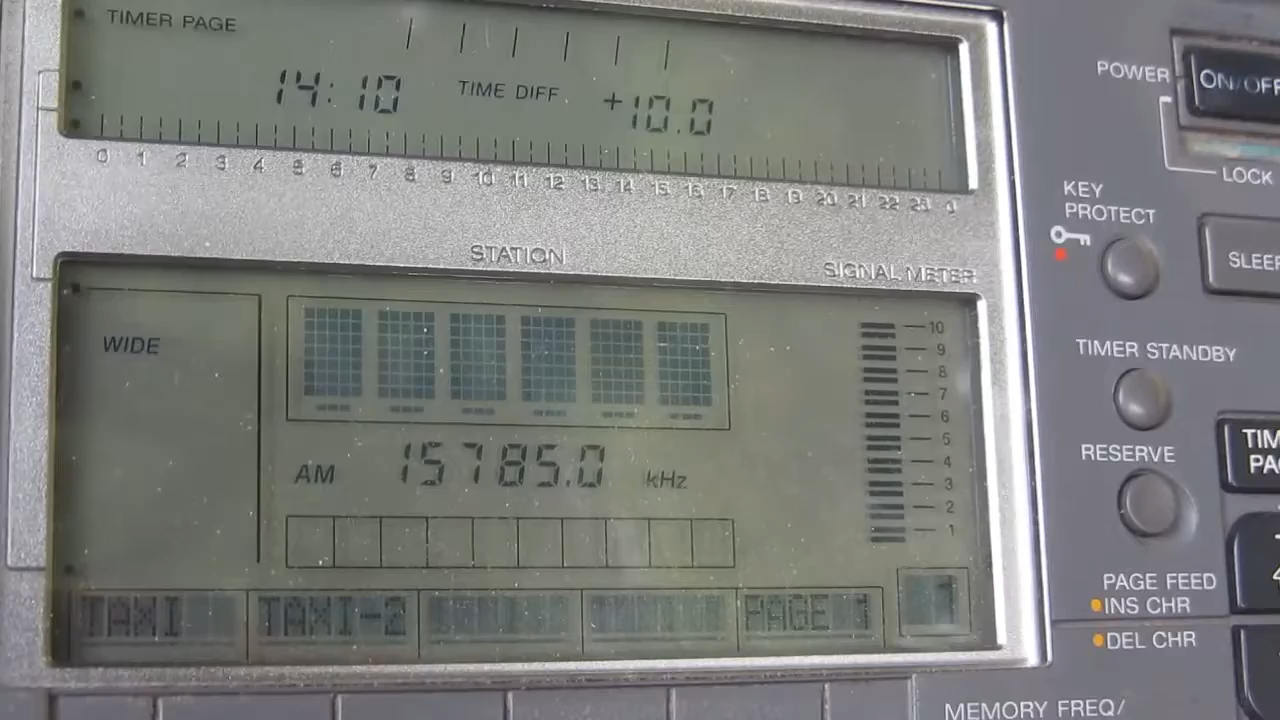 TIMER PAGE
14:10 TIME DIFF +10.0
0 1 2 3 4 5 6 7 8 9 10 11 12 13 14 15 16 17 18 19 20 21 22 23 0
POWER
ON/OFF
LOCK
KEY PROTECT
SLEEP
STATION
SIGNAL METER
WIDE
10
9
8
7
6
5
4
3
2
1
AM 15785.0 kHz
TIMER STANDBY
RESERVE
PAGE FEED
INS CHR
DEL CHR
PAGE 1
MEMORY FREQ/